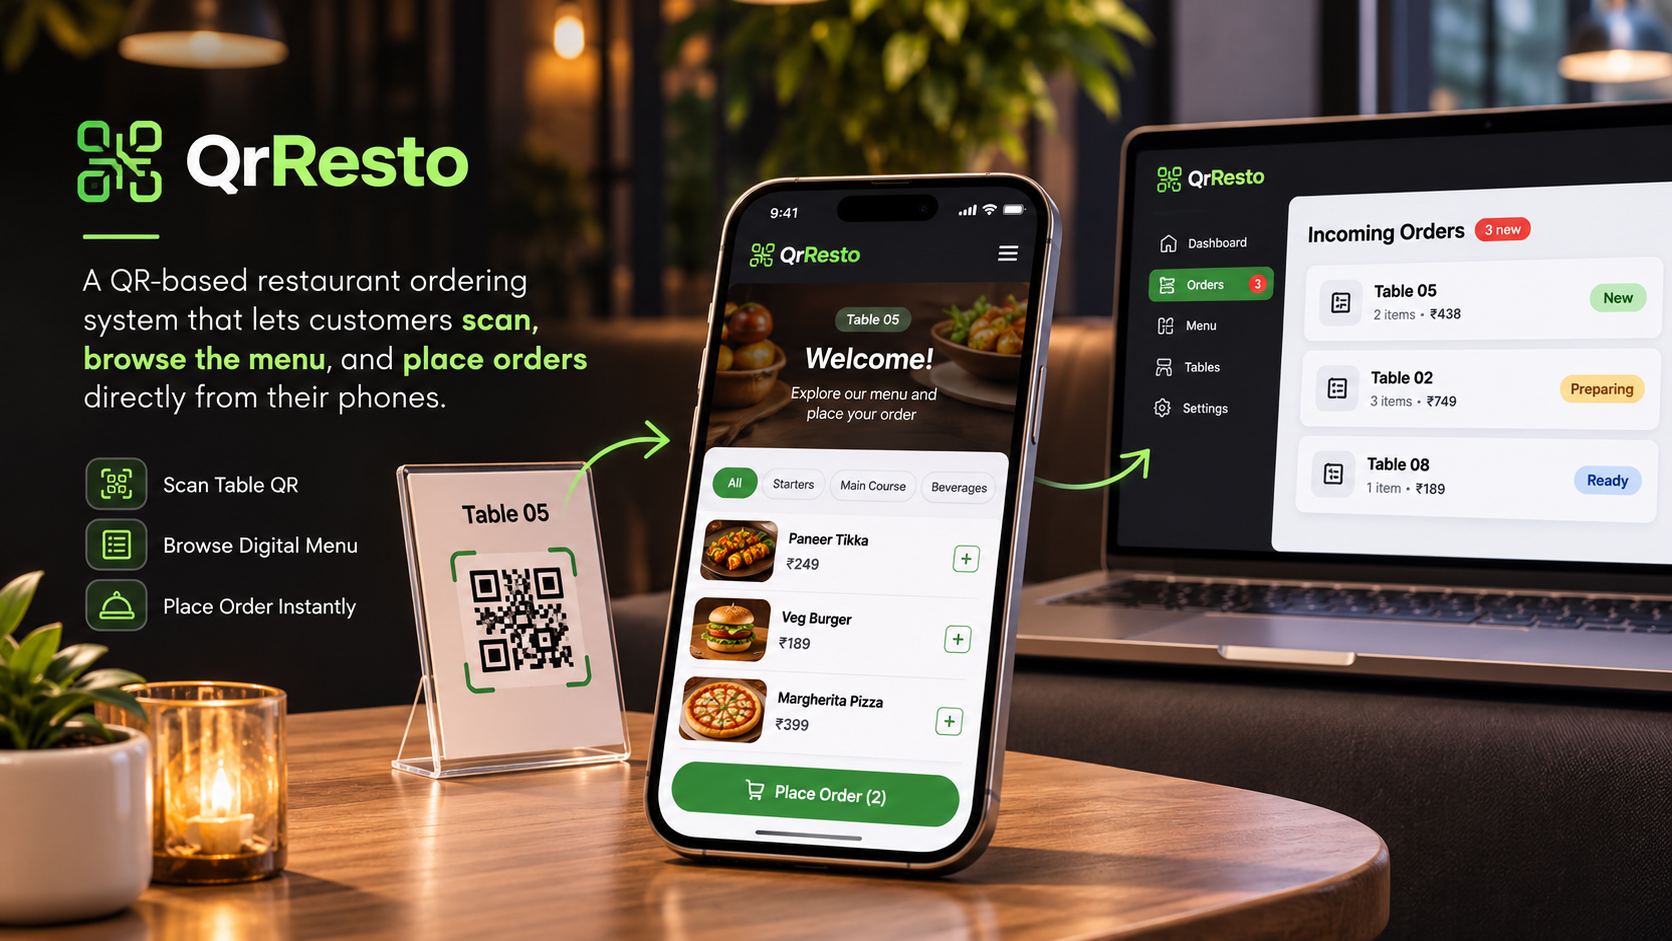 QrResto
A QR-based restaurant ordering
system that lets customers scan,
browse the menu, and place orders
directly from their phones.
Scan Table QR
Browse Digital Menu
Place Order Instantly
Table 05
9:41
QrResto
Table 05
Welcome!
Explore our menu and
place your order
All Starters Main Course Beverages
Paneer Tikka
₹249
+
Veg Burger
₹189
+
Margherita Pizza
₹399
+
Place Order (2)
QrResto
Dashboard
Orders 3
Menu
Tables
Settings
Incoming Orders 3 new
Table 05
2 items • ₹438
New
Table 02
3 items • ₹749
Preparing
Table 08
1 item • ₹189
Ready